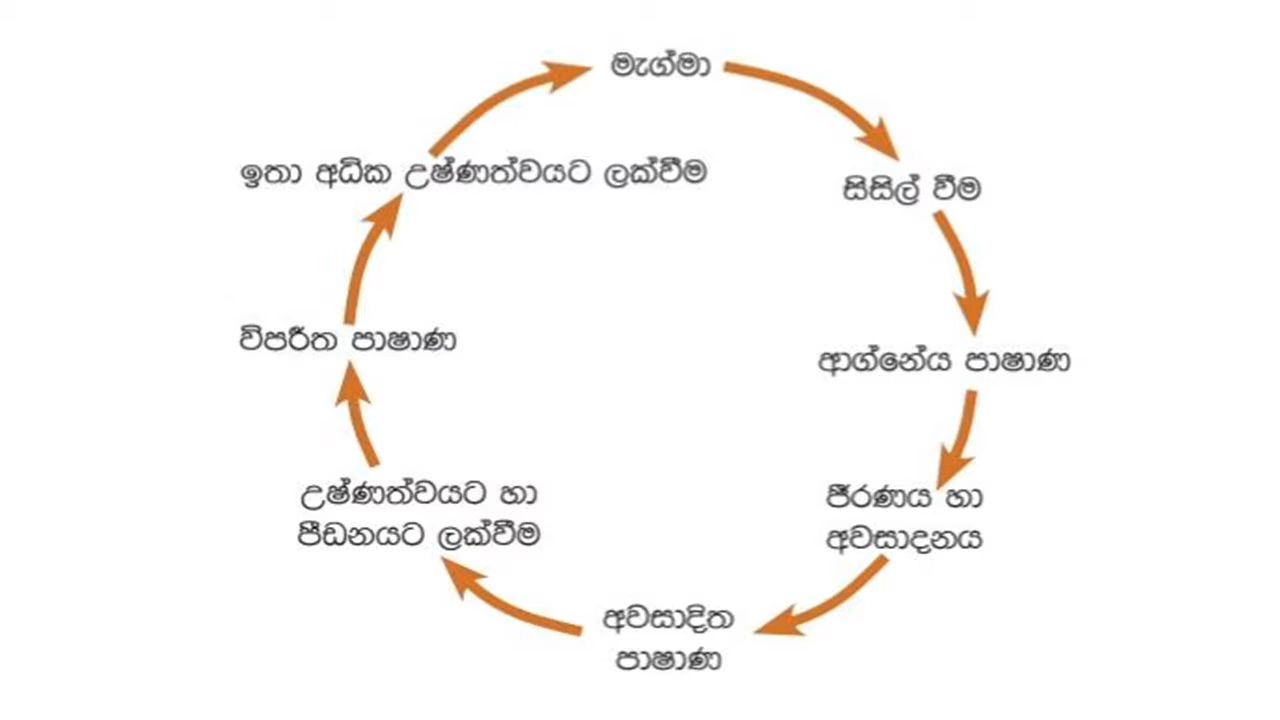 මැග්මා
සිසිල් වීම
ආග්නේය පාෂාණ
ජීරණය හා
අවසාදනය
අවසාදිත
පාෂාණ
උෂ්ණත්වයට හා
පීඩනයට ලක්වීම
විපරීත පාෂාණ
ඉතා අධික උෂ්ණත්වයට ලක්වීම